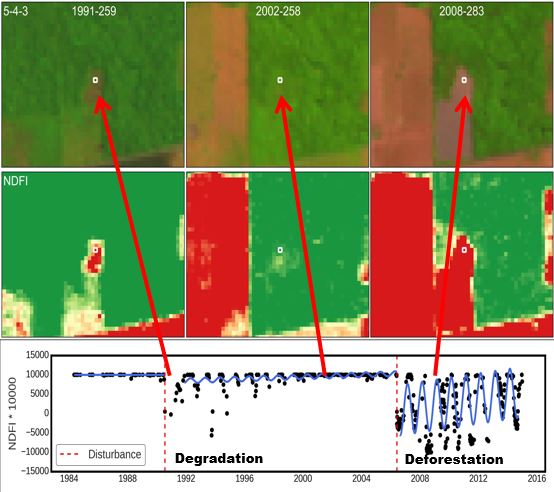 5-4-3 1991-259 2002-258 2008-283
NDFI
15000
10000
5000
0
−5000
−10000
−15000
NDFI * 10000
Disturbance
Degradation
Deforestation
1984 1988 1992 1996 2000 2004 2008 2012 2016